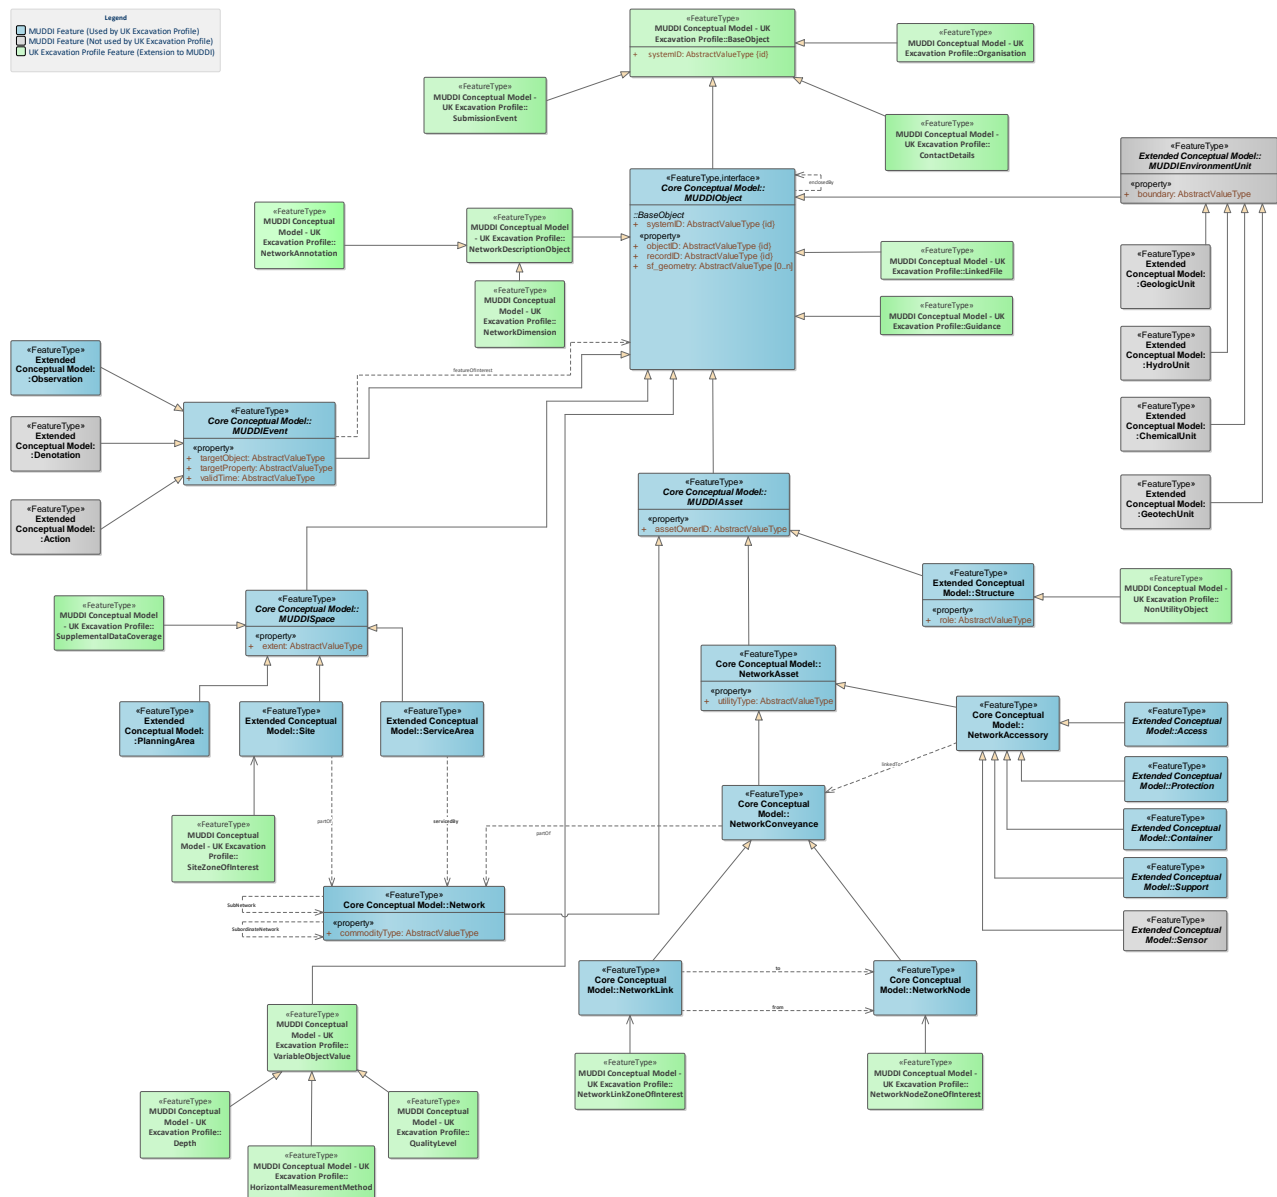 Legend
MUDDI Feature (Used by UK Excavation Profile)
MUDDI Feature (Not used by UK Excavation Profile)
UK Excavation Profile Feature (Extension to MUDDI)
«FeatureType»
MUDDI Conceptual Model - UK
Excavation Profile::BaseObject
+ systemID: AbstractValueType {id}
«FeatureType»
MUDDI Conceptual Model - UK
Excavation Profile::Organisation
«FeatureType»
MUDDI Conceptual Model -
UK Excavation Profile::
SubmissionEvent
«FeatureType»
MUDDI Conceptual Model -
UK Excavation Profile::
ContactDetails
«FeatureType»
Extended Conceptual Model::
MUDDIEnvironmentUnit
«property»
+ boundary: AbstractValueType
«FeatureType,interface»
Core Conceptual Model::
MUDDIObject
::BaseObject
+ systemID: AbstractValueType {id}
«property»
+ objectID: AbstractValueType {id}
+ recordID: AbstractValueType {id}
+ sf_geometry: AbstractValueType [0..n]
enclosedBy
«FeatureType»
MUDDI Conceptual
Model - UK
Excavation Profile::
NetworkAnnotation
«FeatureType»
MUDDI Conceptual Model
- UK Excavation Profile::
NetworkDescriptionObject
«FeatureType»
MUDDI Conceptual Model - UK
Excavation Profile::LinkedFile
«FeatureType»
Extended
Conceptual Model:
:GeologicUnit
«FeatureType»
MUDDI Conceptual
Model - UK
Excavation Profile::
NetworkDimension
«FeatureType»
MUDDI Conceptual Model - UK
Excavation Profile::Guidance
«FeatureType»
Extended
Conceptual Model:
:HydroUnit
«FeatureType»
Extended
Conceptual Model:
:Observation
featureOfInterest
«FeatureType»
Core Conceptual Model::
MUDDIEvent
«property»
+ targetObject: AbstractValueType
+ targetProperty: AbstractValueType
+ validTime: AbstractValueType
«FeatureType»
Extended
Conceptual Model:
:Denotation
«FeatureType»
Extended
Conceptual Model:
:ChemicalUnit
«FeatureType»
Extended
Conceptual Model:
:Action
«FeatureType»
Core Conceptual Model::
MUDDIAsset
«property»
+ assetOwnerID: AbstractValueType
«FeatureType»
Extended
Conceptual Model:
:GeotechUnit
«FeatureType»
Extended Conceptual
Model::Structure
«property»
+ role: AbstractValueType
«FeatureType»
MUDDI Conceptual Model -
UK Excavation Profile::
NonUtilityObject
«FeatureType»
MUDDI Conceptual Model
- UK Excavation Profile::
SupplementalDataCoverage
«FeatureType»
Core Conceptual Model::
MUDDISpace
«property»
+ extent: AbstractValueType
«FeatureType»
Core Conceptual Model::
NetworkAsset
«property»
+ utilityType: AbstractValueType
«FeatureType»
Extended
Conceptual Model:
:PlanningArea
«FeatureType»
Extended Conceptual
Model::Site
«FeatureType»
Extended Conceptual
Model::ServiceArea
«FeatureType»
Core Conceptual
Model::
NetworkAccessory
«FeatureType»
Extended Conceptual
Model::Access
linkedTo
«FeatureType»
Extended Conceptual
Model::Protection
«FeatureType»
Core Conceptual
Model::
NetworkConveyance
«FeatureType»
Extended Conceptual
Model::Container
«FeatureType»
MUDDI Conceptual
Model - UK Excavation
Profile::
SiteZoneOfInterest
partOf
servicedBy
partOf
«FeatureType»
Extended Conceptual
Model::Support
«FeatureType»
Core Conceptual Model::Network
«property»
+ commodityType: AbstractValueType
SubNetwork
SubordinateNetwork
«FeatureType»
Extended Conceptual
Model::Sensor
«FeatureType»
Core Conceptual
Model::NetworkLink
to
from
«FeatureType»
Core Conceptual
Model::NetworkNode
«FeatureType»
MUDDI Conceptual
Model - UK
Excavation Profile::
VariableObjectValue
«FeatureType»
MUDDI Conceptual Model -
UK Excavation Profile::
NetworkLinkZoneOfInterest
«FeatureType»
MUDDI Conceptual Model -
UK Excavation Profile::
NetworkNodeZoneOfInterest
«FeatureType»
MUDDI Conceptual
Model - UK
Excavation Profile::
Depth
«FeatureType»
MUDDI Conceptual
Model - UK
Excavation Profile::
QualityLevel
«FeatureType»
MUDDI Conceptual Model - UK
Excavation Profile::
HorizontalMeasurementMethod